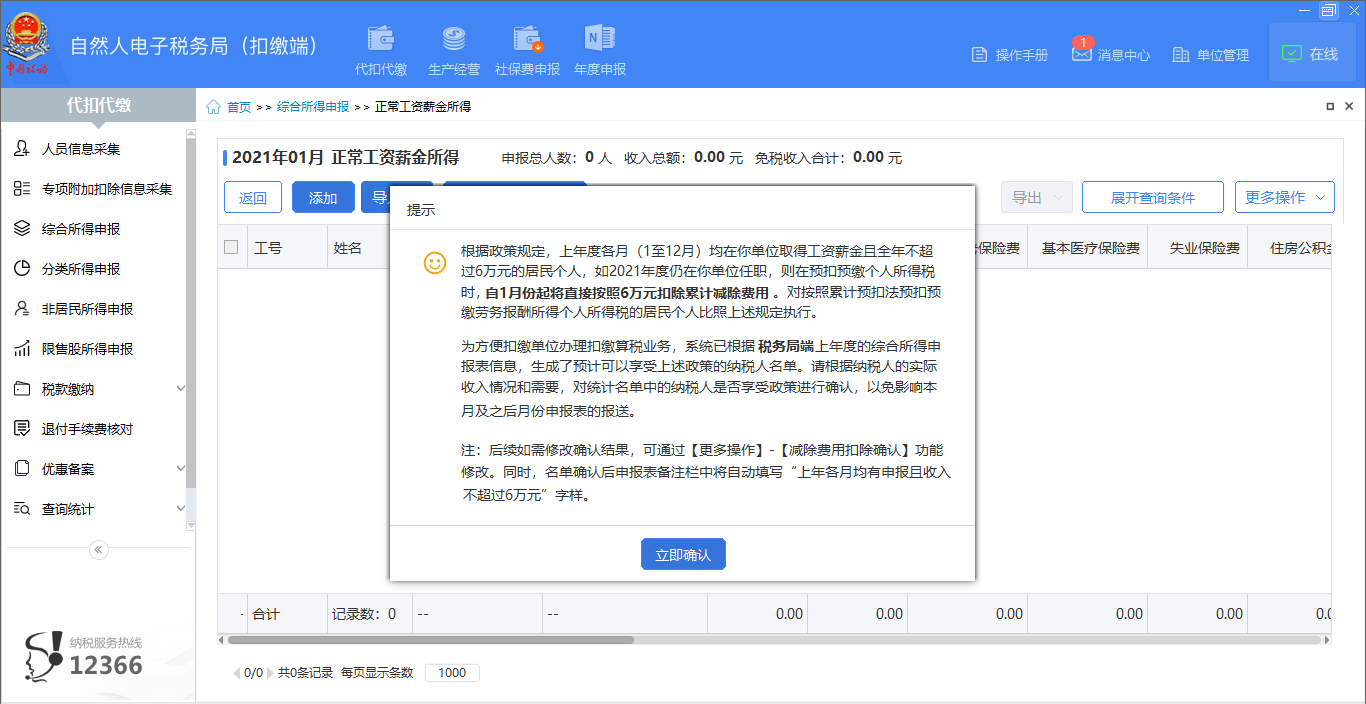 自然人电子税务局（扣缴端）
代扣代缴
生产经营
社保费申报
年度申报
操作手册
1
消息中心
单位管理
在线
中国税务
代扣代缴
首页 >> 综合所得申报 >> 正常工资薪金所得
人员信息采集
专项附加扣除信息采集
综合所得申报
分类所得申报
非居民所得申报
限售股所得申报
税款缴纳
退付手续费核对
优惠备案
查询统计
纳税服务热线
12366
2021年01月 正常工资薪金所得 申报总人数：0 人 收入总额：0.00 元 免税收入合计：0.00 元
返回
添加
导出
展开查询条件
更多操作
工号
姓名
保险费
基本医疗保险费
失业保险费
住房公积
提示
根据政策规定，上年度各月（1至12月）均在你单位取得工资薪金且全年不超
过6万元的居民个人，如2021年度仍在你单位任职，则在预扣预缴个人所得税
时，自1月份起将直接按照6万元扣除累计减除费用 。对按照累计预扣法预扣预
缴劳务报酬所得个人所得税的居民个人比照上述规定执行。
为方便扣缴单位办理扣缴算税业务，系统已根据 税务局端 上年度的综合所得申
报表信息，生成了预计可以享受上述政策的纳税人名单。请根据纳税人的实际
收入情况和需要，对统计名单中的纳税人是否享受政策进行确认，以免影响本
月及之后月份申报表的报送。
注：后续如需修改确认结果，可通过【更多操作】-【减除费用扣除确认】功能
修改。同时，名单确认后申报表备注栏中将自动填写“上年各月均有申报且收入
不超过6万元”字样。
立即确认
合计 记录数：0 -- -- 0.00 0.00 0.00 0.00 0.00
0/0 共0条记录 每页显示条数 1000